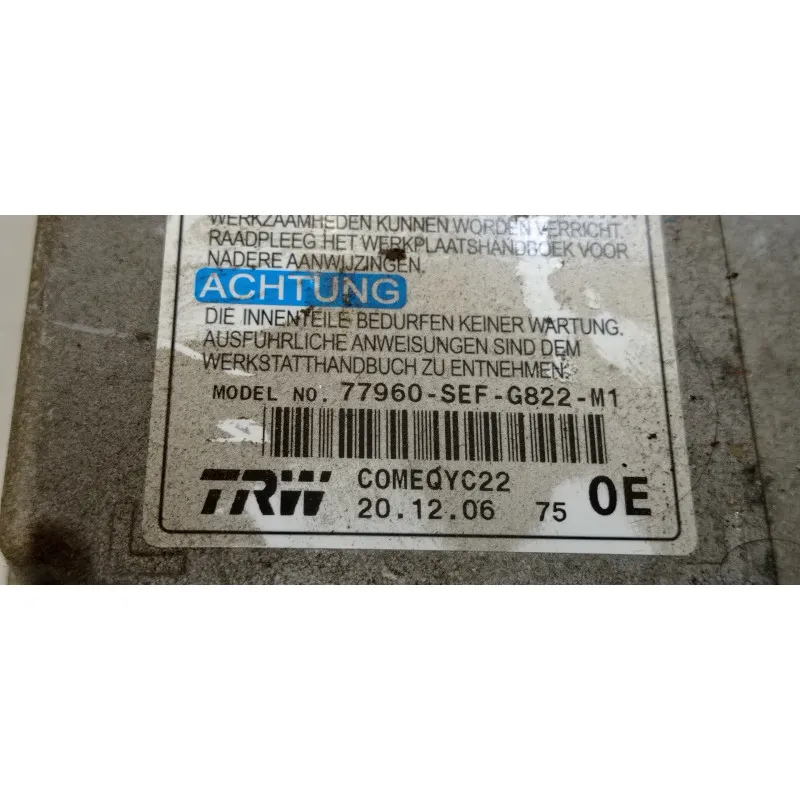 WERKZAAMHEDEN KUNNEN WORDEN VERRICHT.
RAADPLEEG HET WERKPLAATSHANDBOEK VOOR
NADERE AANWIJZINGEN.
ACHTUNG
DIE INNENTEILE BEDURFEN KEINER WARTUNG.
AUSFÜHRLICHE ANWEISUNGEN SIND DEM
WERKSTATTHANDBUCH ZU ENTNEHMEN.
MODEL NO. 77960-SEF-G822-M1
TRW COMEQYC22
20.12.06 75 0E